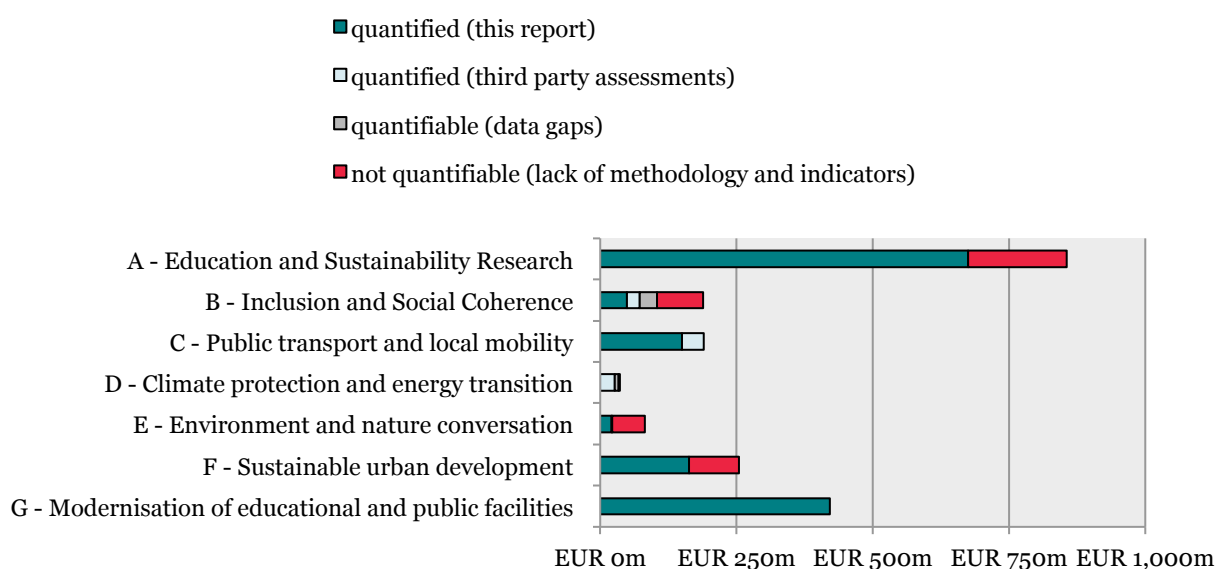 quantified (this report)
quantified (third party assessments)
quantifiable (data gaps)
not quantifiable (lack of methodology and indicators)
A - Education and Sustainability Research
B - Inclusion and Social Coherence
C - Public transport and local mobility
D - Climate protection and energy transition
E - Environment and nature conversation
F - Sustainable urban development
G - Modernisation of educational and public facilities
EUR 0m EUR 250m EUR 500m EUR 750m EUR 1,000m